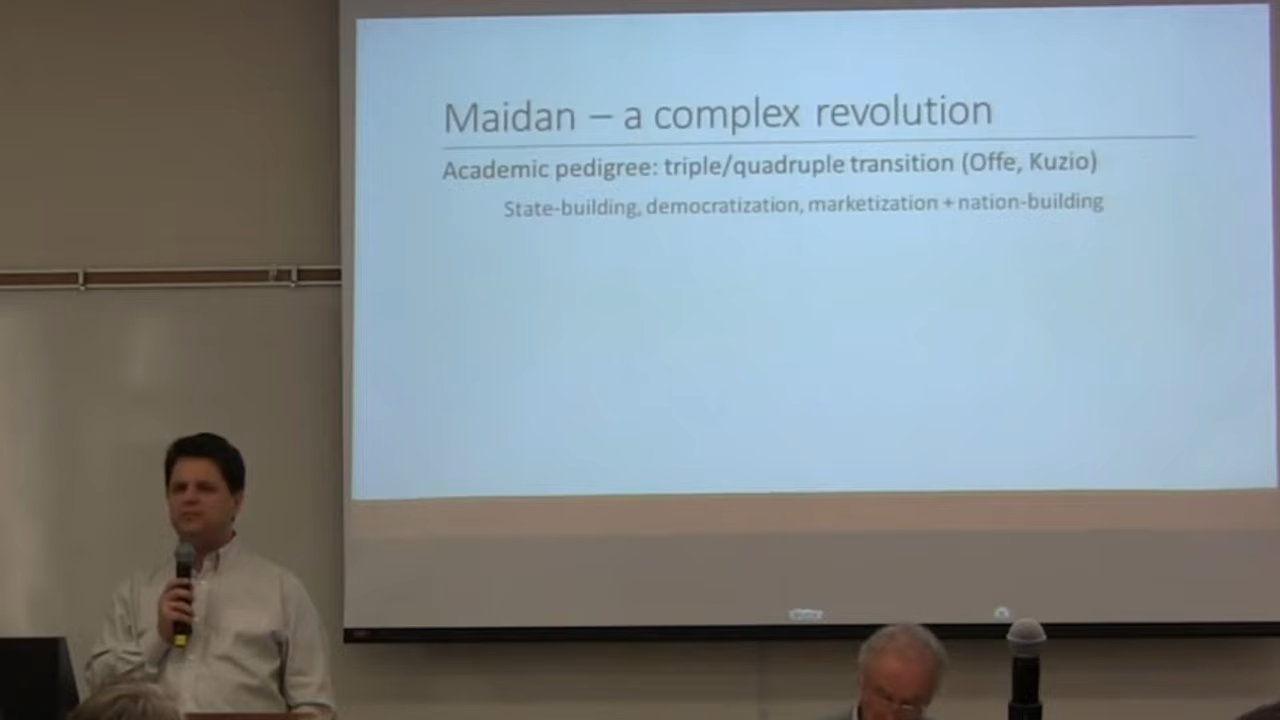 Maidan – a complex revolution
Academic pedigree: triple/quadruple transition (Offe, Kuzio)
State-building, democratization, marketization + nation-building